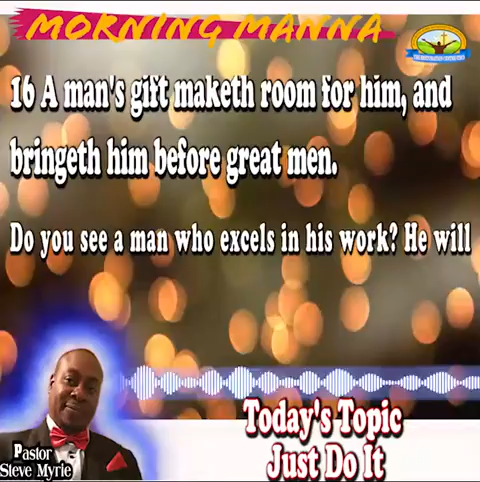 MORNING MANNA
16 A man's gift maketh room for him, and
bringeth him before great men.
Do you see a man who excels in his work? He will
Today's Topic
Just Do It
Pastor
Steve Myrie